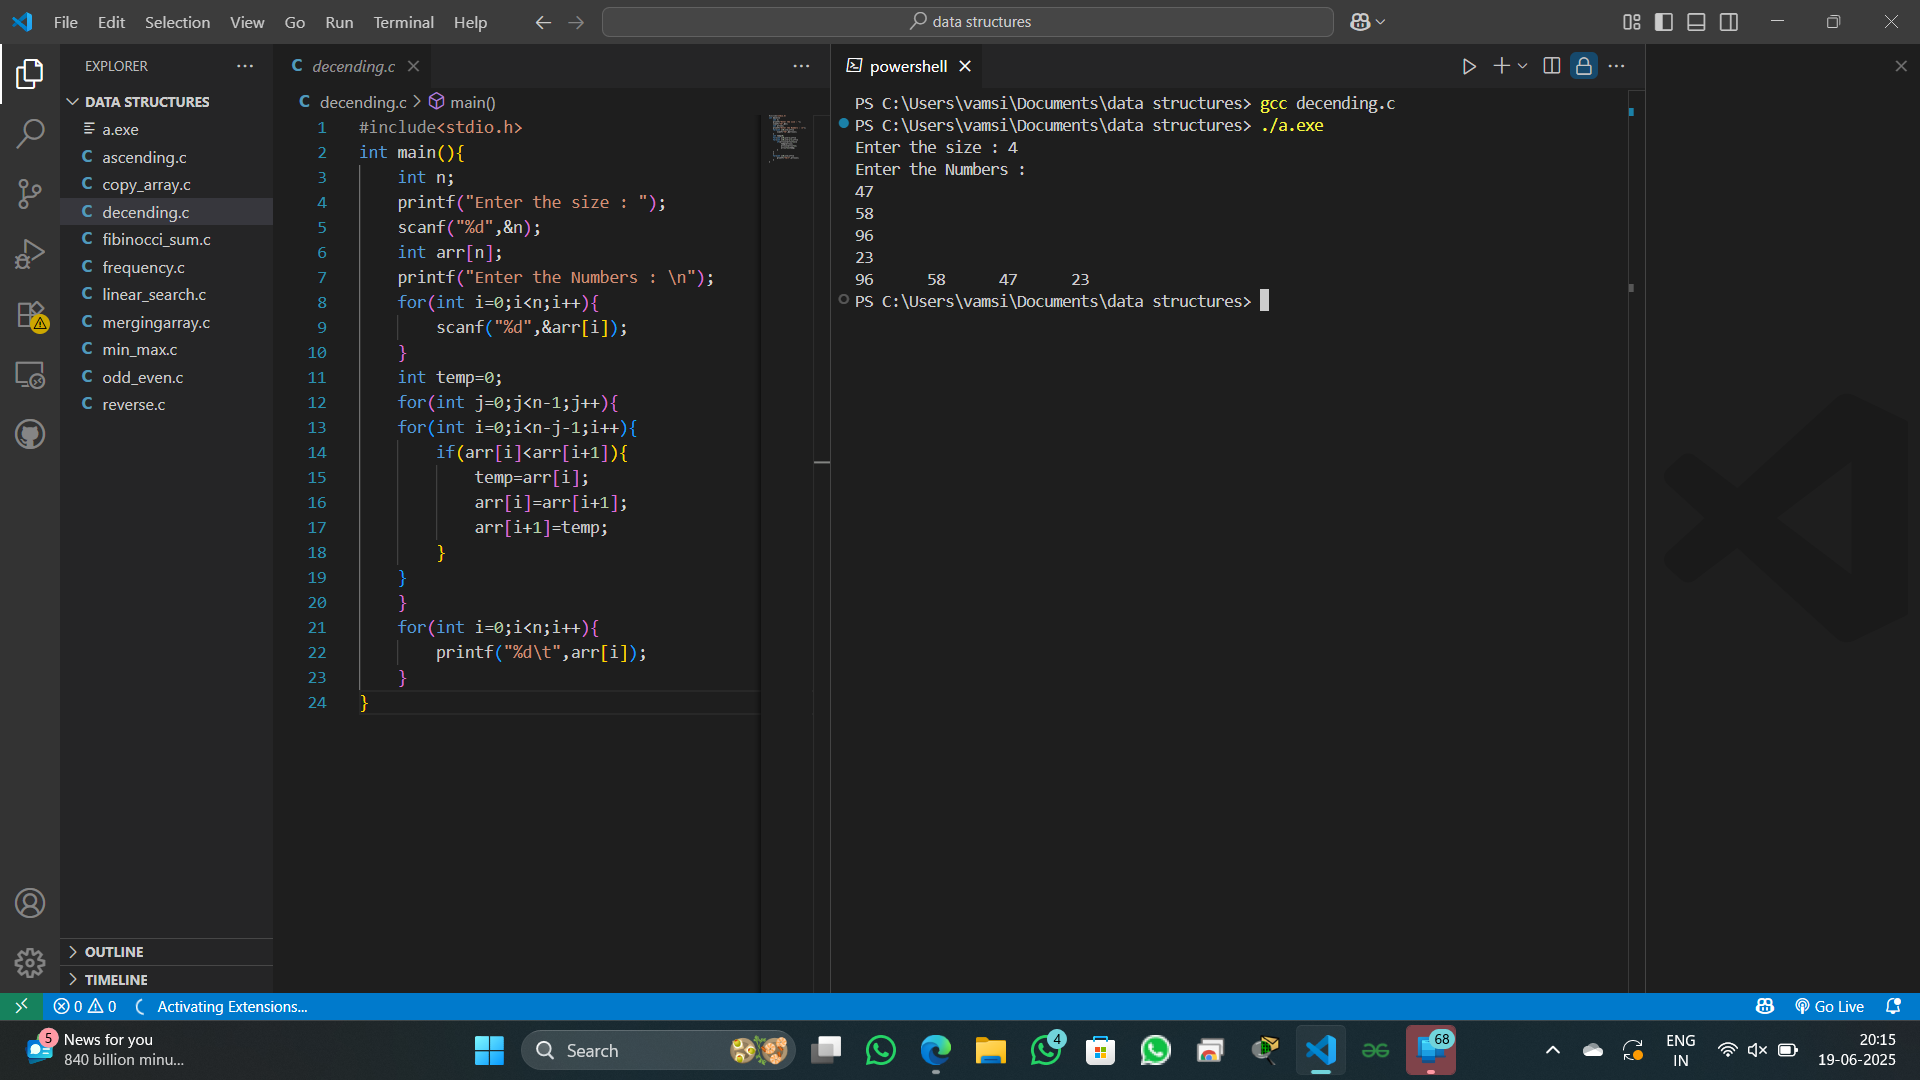 File Edit Selection View Go Run Terminal Help
data structures
EXPLORER
DATA STRUCTURES
a.exe
C ascending.c
C copy_array.c
C decending.c
C fibinocci_sum.c
C frequency.c
C linear_search.c
C mergingarray.c
C min_max.c
C odd_even.c
C reverse.c
OUTLINE
TIMELINE
C decending.c
C decending.c > main()
1 #include<stdio.h>
2 int main(){
3 int n;
4 printf("Enter the size : ");
5 scanf("%d",&n);
6 int arr[n];
7 printf("Enter the Numbers : \n");
8 for(int i=0;i<n;i++){
9 scanf("%d",&arr[i]);
10 }
11 int temp=0;
12 for(int j=0;j<n-1;j++){
13 for(int i=0;i<n-j-1;i++){
14 if(arr[i]<arr[i+1]){
15 temp=arr[i];
16 arr[i]=arr[i+1];
17 arr[i+1]=temp;
18 }
19 }
20 }
21 for(int i=0;i<n;i++){
22 printf("%d\t",arr[i]);
23 }
24 }
powershell
PS C:\Users\vamsi\Documents\data structures> gcc decending.c
PS C:\Users\vamsi\Documents\data structures> ./a.exe
Enter the size : 4
Enter the Numbers :
47
58
96
23
96 58 47 23
PS C:\Users\vamsi\Documents\data structures>
0 0 Activating Extensions...
Go Live
5 News for you
840 billion minu...
Search
4
68
ENG
IN
20:15
19-06-2025